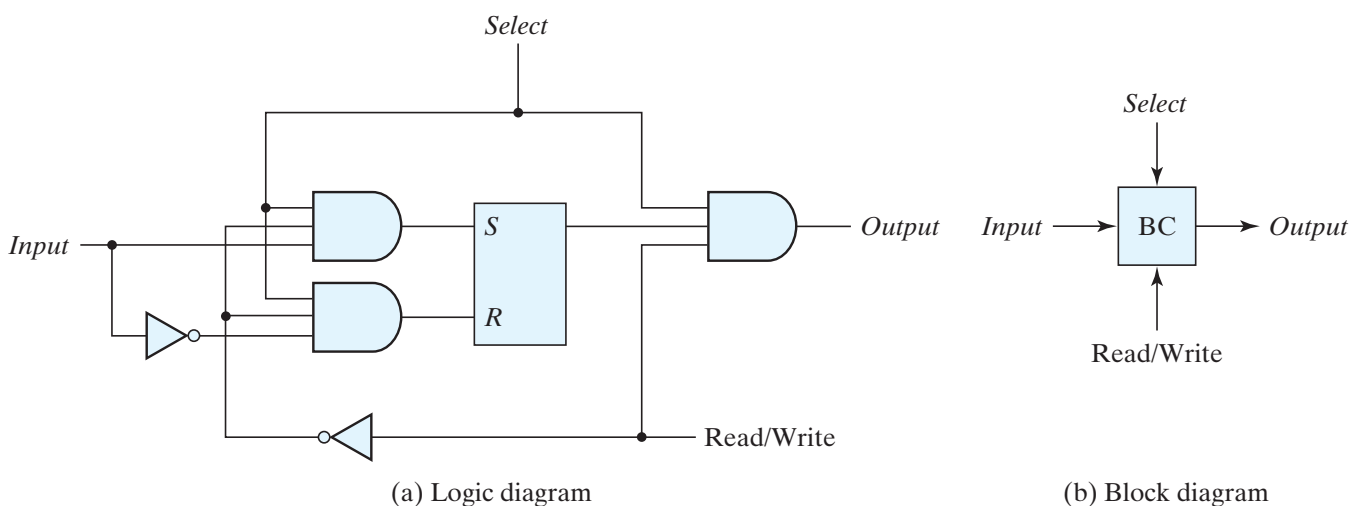 Select
Input
S
R
Output
Read/Write
(a) Logic diagram
Select
Input
BC
Output
Read/Write
(b) Block diagram